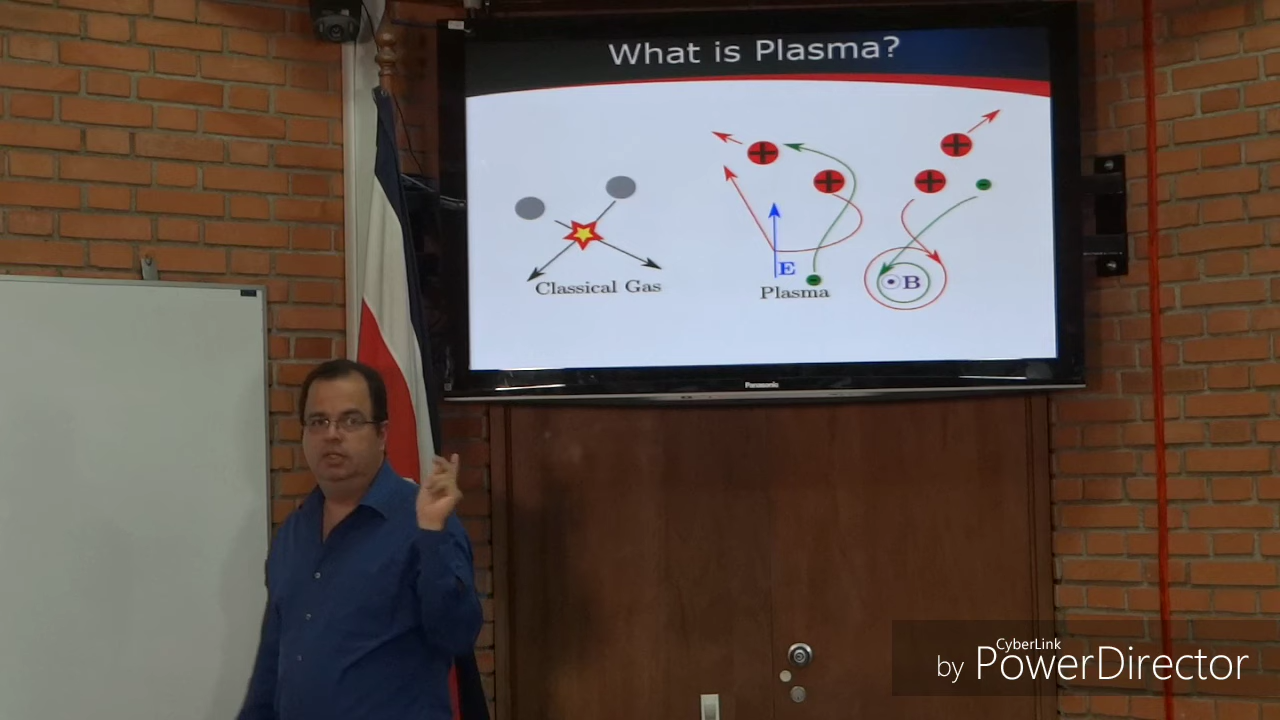 What is Plasma?
E
B
Classical Gas
Plasma
Panasonic
CyberLink
by PowerDirector